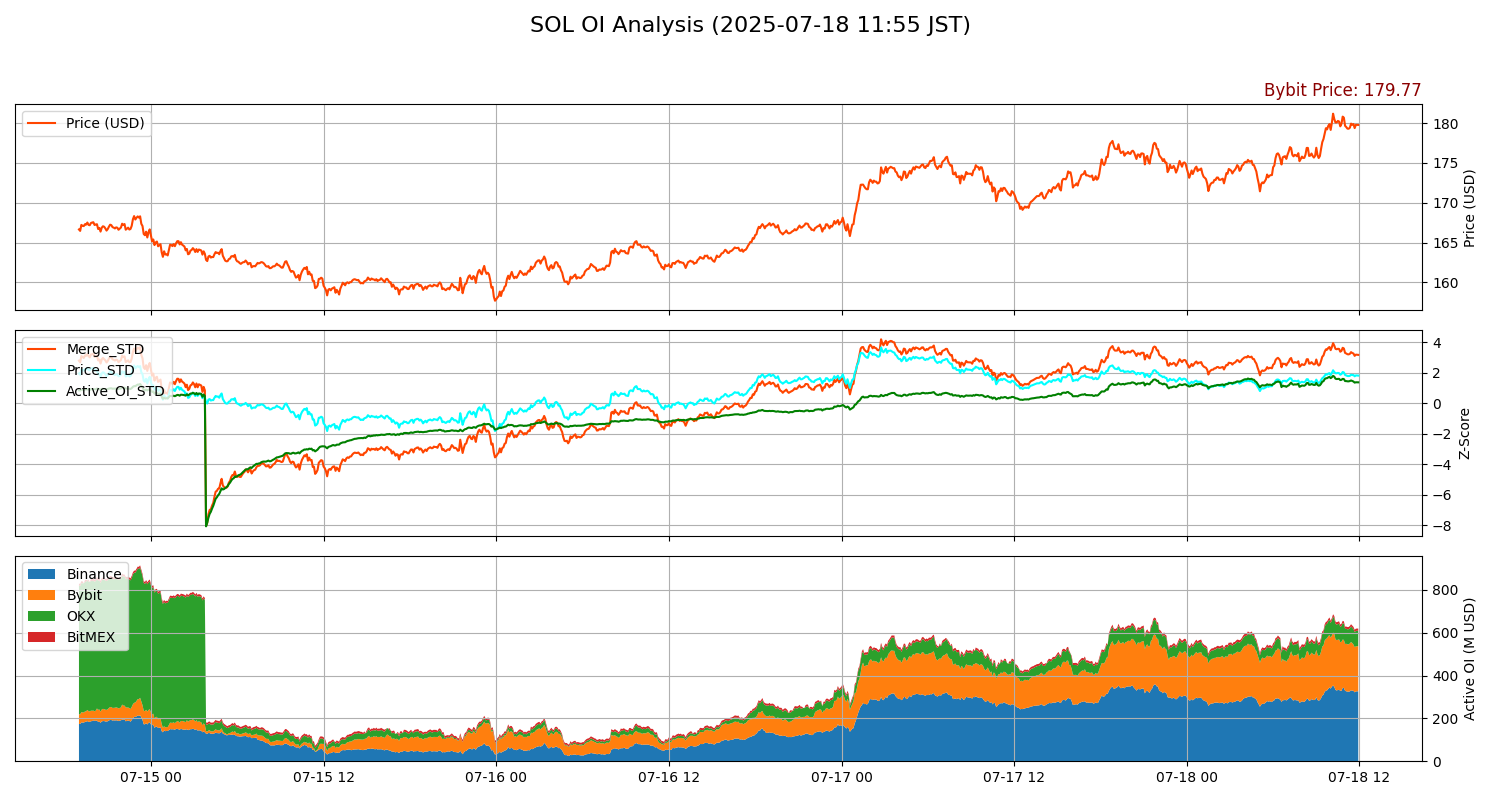 SOL OI Analysis (2025-07-18 11:55 JST)
Bybit Price: 179.77
Price (USD)
180
175
170
165
160
Price (USD)
Merge_STD
Price_STD
Active_OI_STD
4
2
0
−2
−4
−6
−8
Z-Score
Binance
Bybit
OKX
BitMEX
800
600
400
200
0
Active OI (M USD)
07-15 00
07-15 12
07-16 00
07-16 12
07-17 00
07-17 12
07-18 00
07-18 12